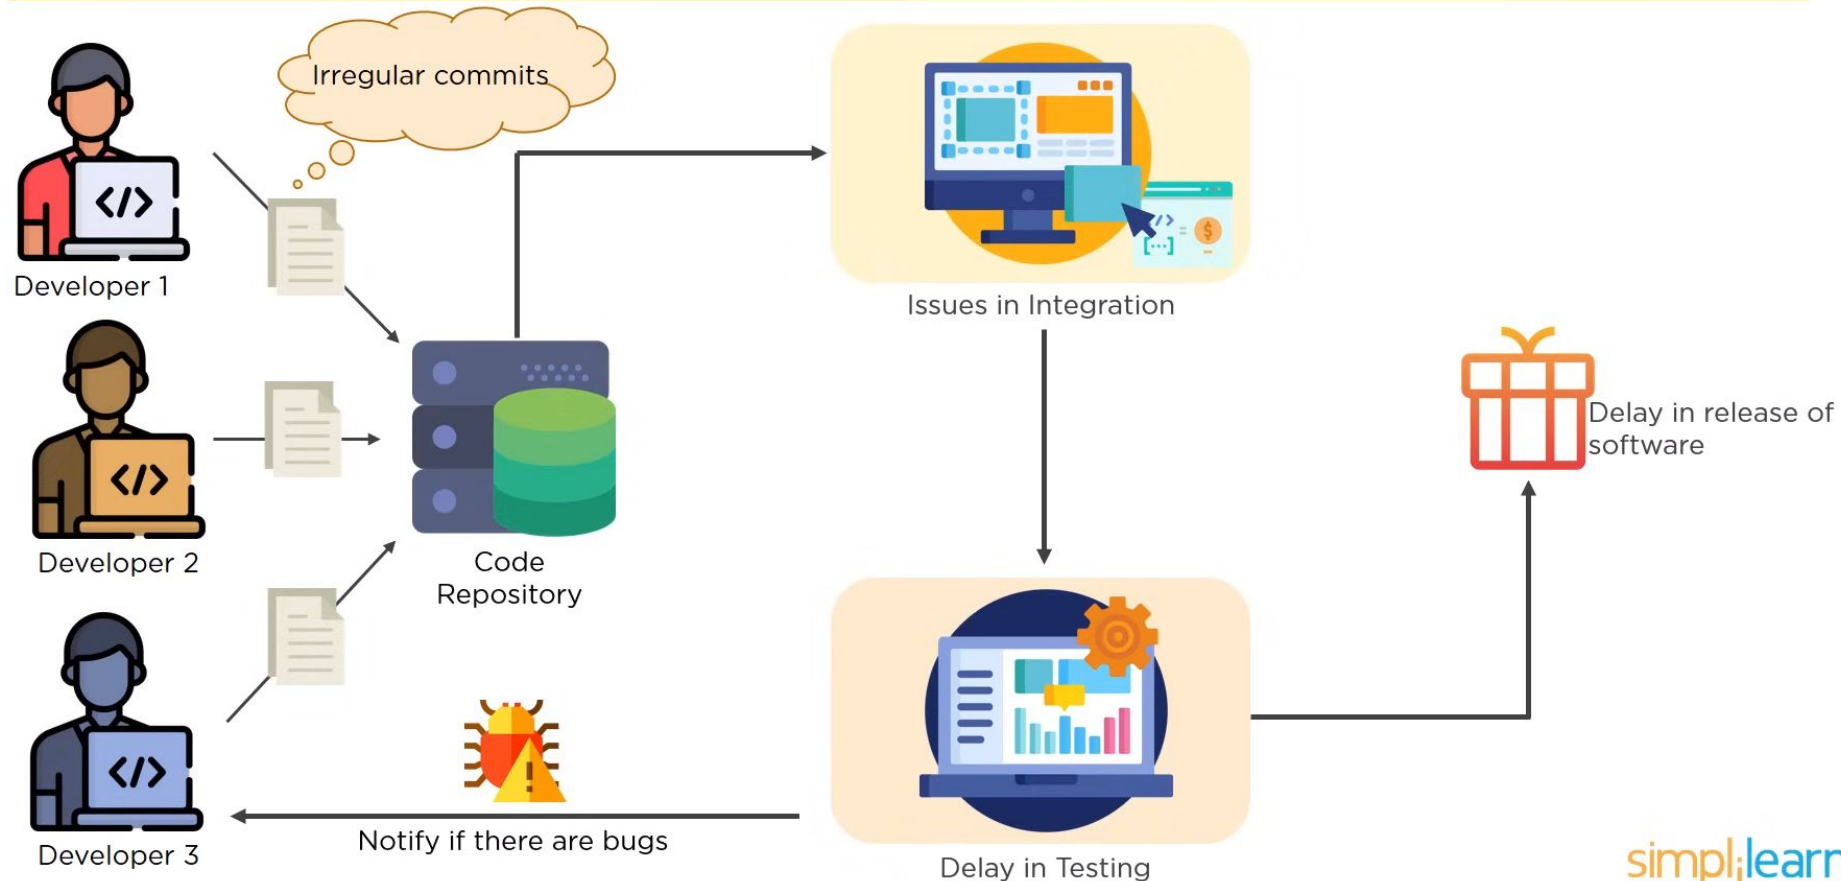 Irregular commits
</>
Developer 1
</>
Developer 2
</>
Developer 3
Code
Repository
Issues in Integration
</>
=
$
[...]
Delay in release of
software
Notify if there are bugs
!
Delay in Testing
simplilearn